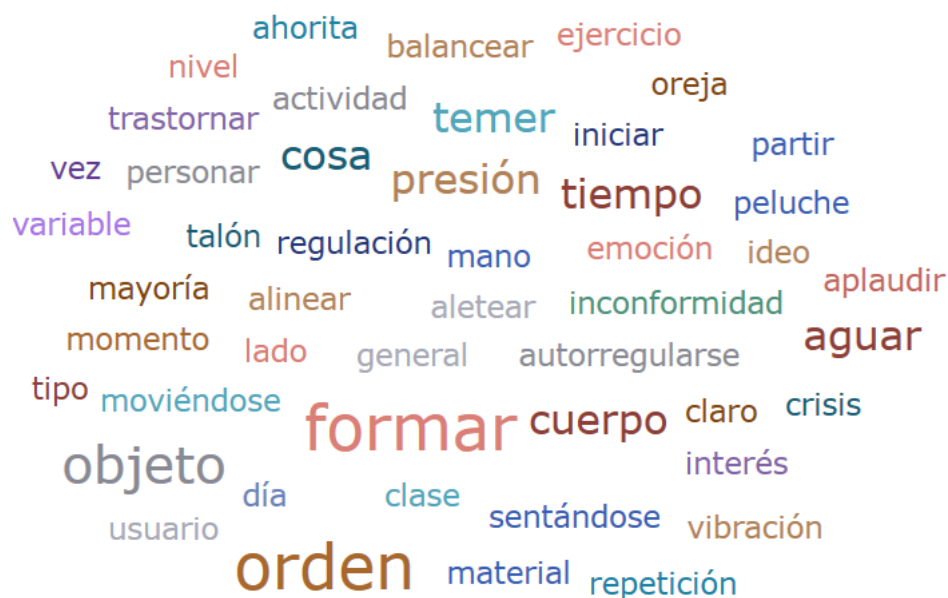 ahorita balancear ejercicio
nivel
oreja
actividad
trastornar temer iniciar
partir
vez personar cosa
presión tiempo peluche
variable talón regulación mano emoción ideo
aplaudir
mayoría alinear aletear inconformidad
momento lado general autorregularse aguar
tipo moviéndose
formar cuerpo claro crisis
objeto interés
día clase
usuario sentándose vibración
orden material repetición